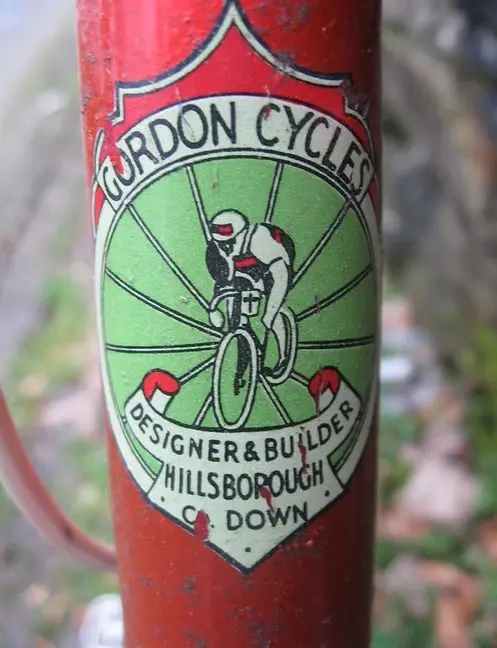 GORDON CYCLES
DESIGNER & BUILDER
HILLSBOROUGH
Co DOWN